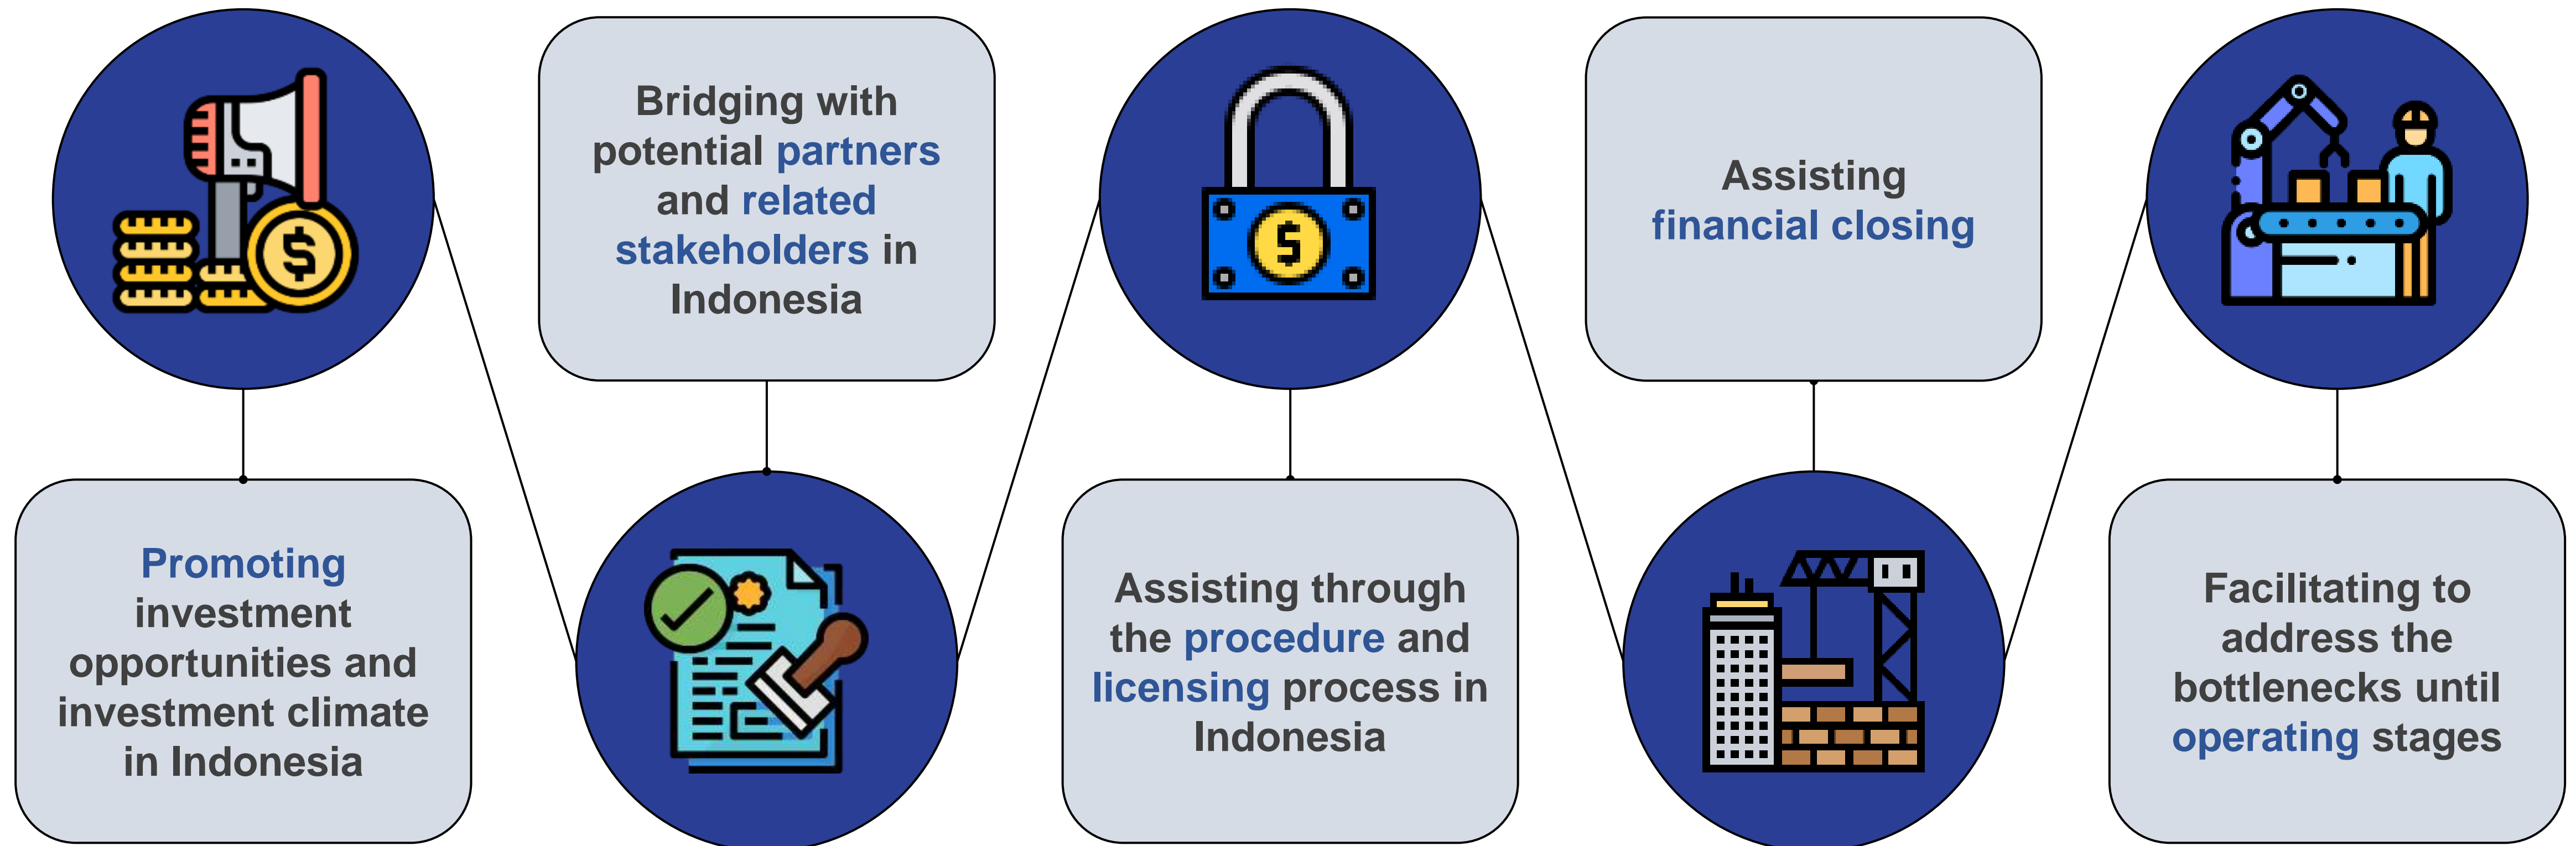 Promoting
investment
opportunities and
investment climate
in Indonesia
Bridging with
potential partners
and related
stakeholders in
Indonesia
Assisting through
the procedure and
licensing process in
Indonesia
Assisting
financial closing
Facilitating to
address the
bottlenecks until
operating stages